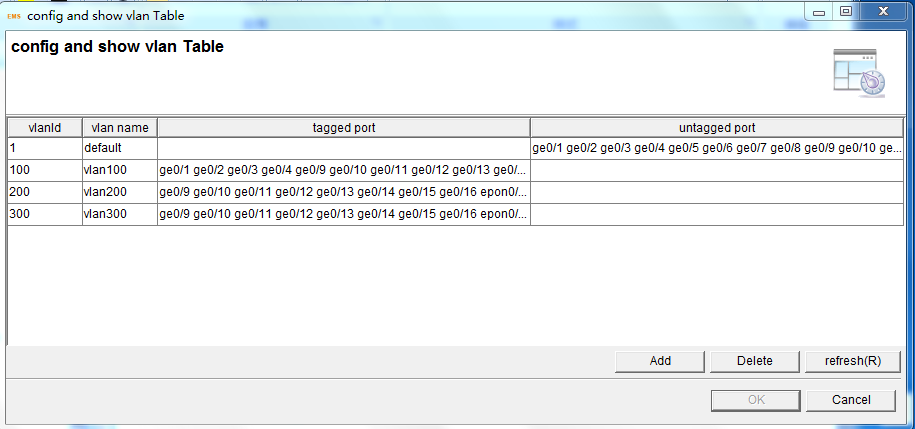 EMS config and show vlan Table
config and show vlan Table
vlanId vlan name tagged port untagged port
1 default ge0/1 ge0/2 ge0/3 ge0/4 ge0/5 ge0/6 ge0/7 ge0/8 ge0/9 ge0/10 ge...
100 vlan100 ge0/1 ge0/2 ge0/3 ge0/4 ge0/9 ge0/10 ge0/11 ge0/12 ge0/13 ge0/...
200 vlan200 ge0/9 ge0/10 ge0/11 ge0/12 ge0/13 ge0/14 ge0/15 ge0/16 epon0/...
300 vlan300 ge0/9 ge0/10 ge0/11 ge0/12 ge0/13 ge0/14 ge0/15 ge0/16 epon0/...
Add Delete refresh(R)
OK Cancel